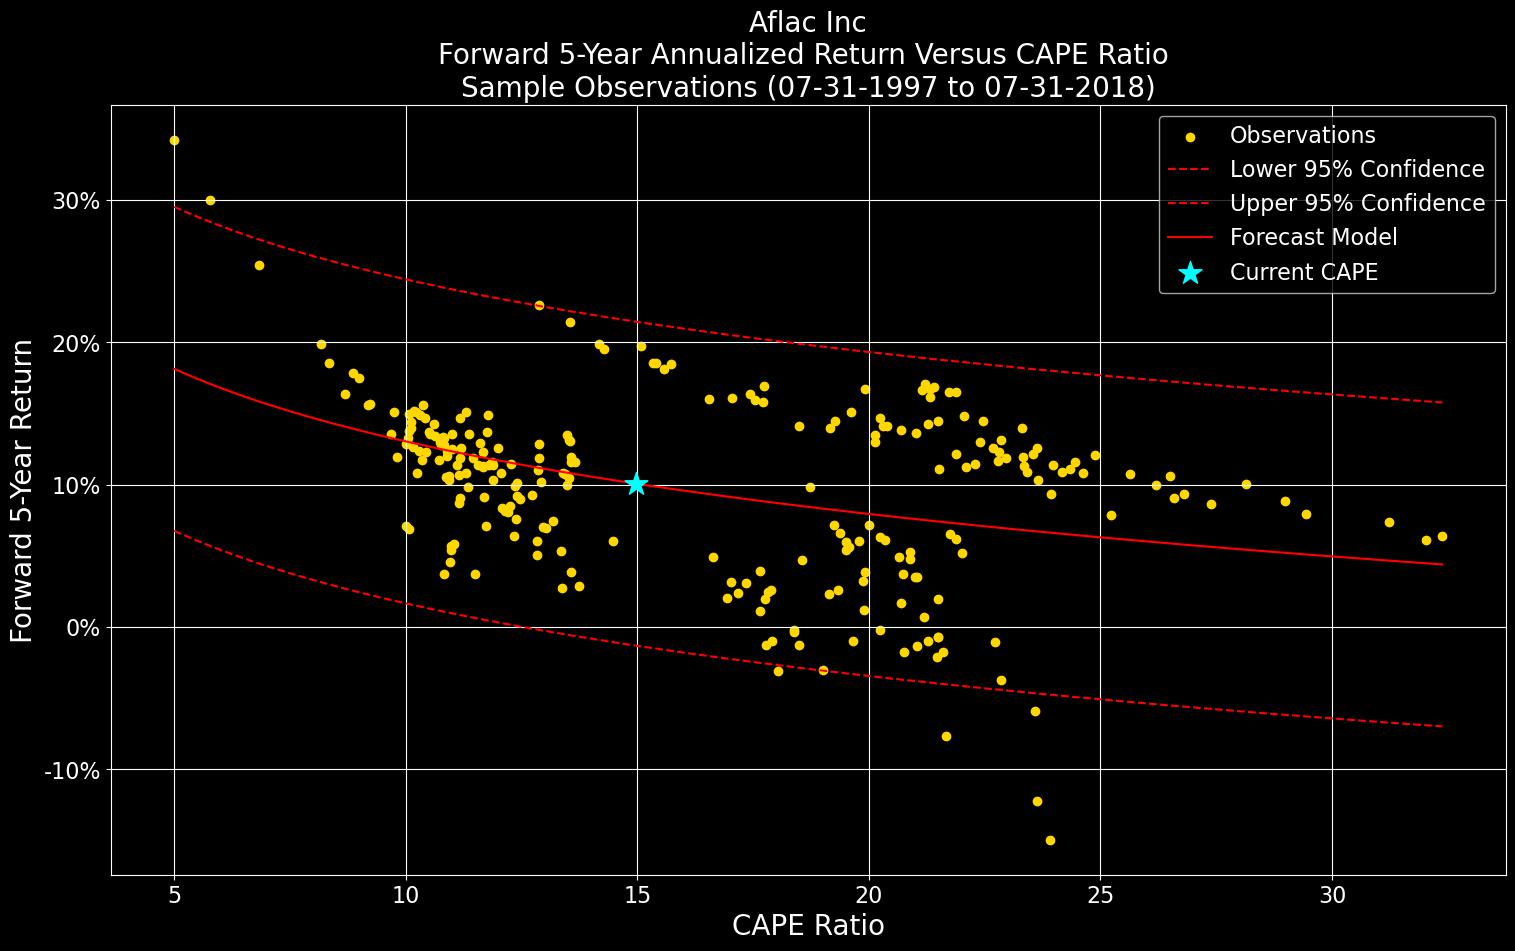 Aflac Inc
Forward 5-Year Annualized Return Versus CAPE Ratio
Sample Observations (07-31-1997 to 07-31-2018)
Observations
Lower 95% Confidence
Upper 95% Confidence
Forecast Model
Current CAPE
Forward 5-Year Return
30%
20%
10%
0%
-10%
5
10
15
20
25
30
CAPE Ratio